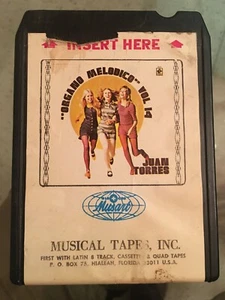 INSERT HERE
"ORGANO MELODICO" VOL 14
JUAN
TORRES
Musart
MUSICAL TAPES, INC.
FIRST WITH LATIN 8 TRACK, CASSETTE & QUAD TAPES
P. O. BOX 75, HIALEAH, FLORIDA 33011 U.S.A.